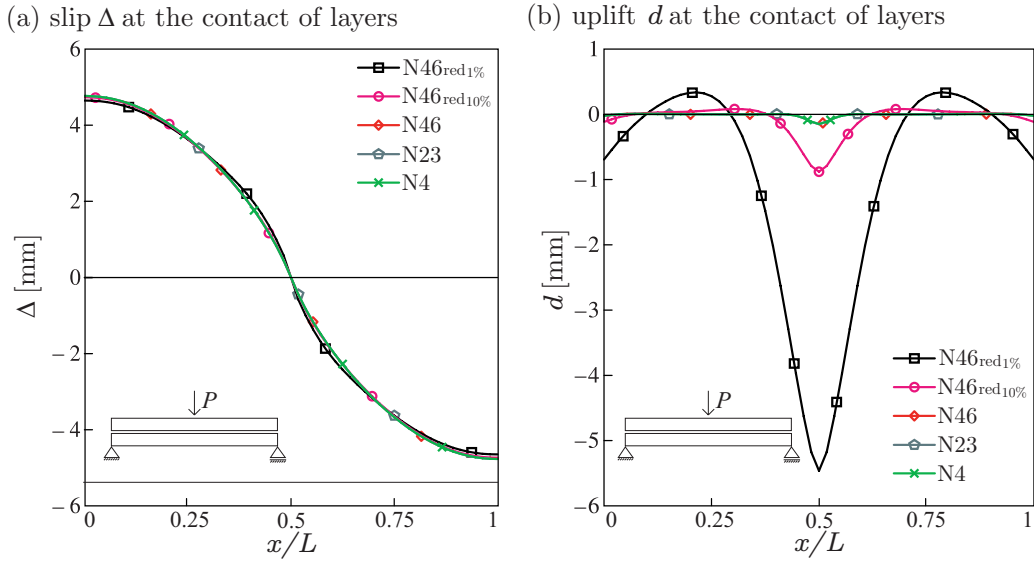 (a) slip Δ at the contact of layers
6
4
2
0
−2
−4
−6
Δ [mm]
N46red1%
N46red10%
N46
N23
N4
P
0
0.25
0.5
0.75
1
x/L
(b) uplift d at the contact of layers
1
0
−1
−2
−3
−4
−5
−6
d [mm]
N46red1%
N46red10%
N46
N23
N4
P
0
0.25
0.5
0.75
1
x/L